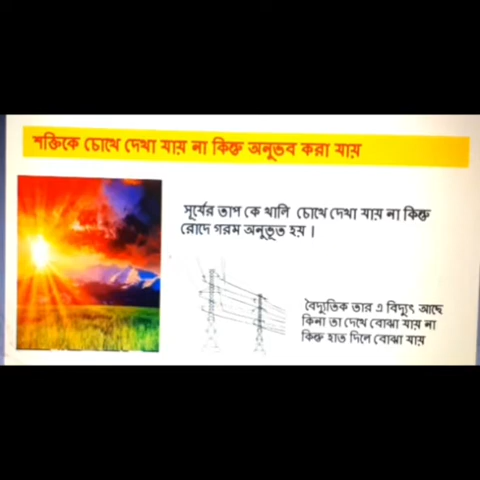 শক্তিকে চোখে দেখা যায় না কিন্তু অনুভব করা যায়
সূর্যের তাপ কে খালি চোখে দেখা যায় না কিন্তু
রোদে গরম অনুভূত হয় ।
বৈদ্যুতিক তার এ বিদ্যুৎ আছে
কিনা তা দেখে বোঝা যায় না
কিন্তু হাত দিলে বোঝা যায়